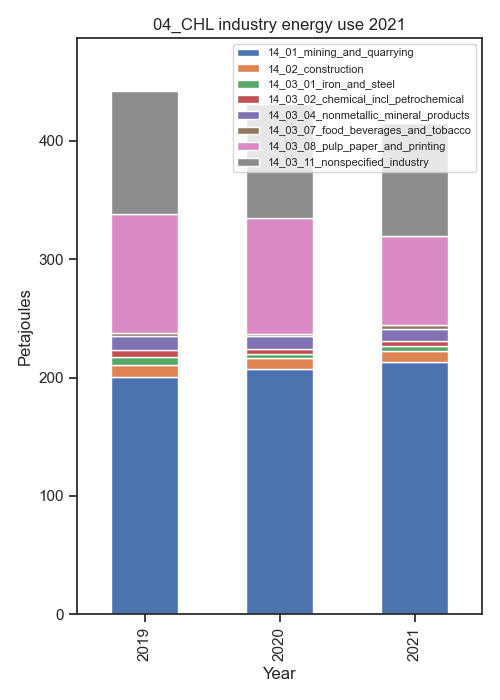 04_CHL industry energy use 2021
14_01_mining_and_quarrying
14_02_construction
14_03_01_iron_and_steel
14_03_02_chemical_incl_petrochemical
14_03_04_nonmetallic_mineral_products
14_03_07_food_beverages_and_tobacco
14_03_08_pulp_paper_and_printing
14_03_11_nonspecified_industry
Petajoules
400
300
200
100
0
2019
2020
2021
Year